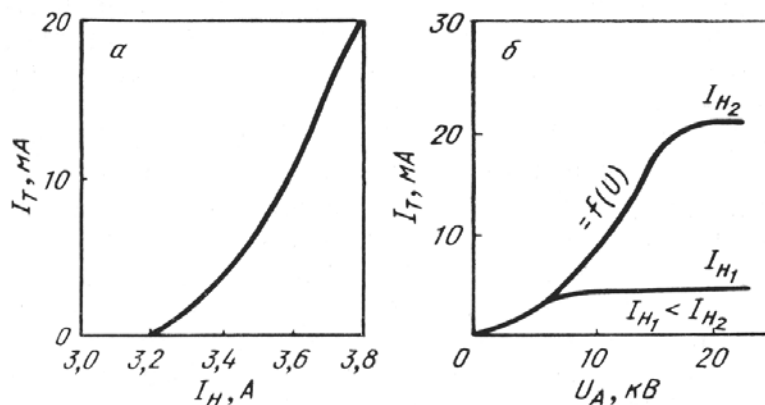 а
20
10
0
I_T, мА
3,0 3,2 3,4 3,6 3,8
I_H, А
б
30
20
10
I_T, мА
I_H2
=f(U)
I_H1
I_H1 < I_H2
0 10 20
U_A, кВ